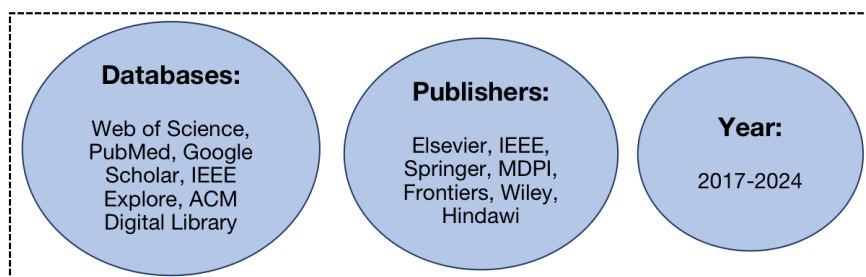 Databases:
Web of Science,
PubMed, Google
Scholar, IEEE
Explore, ACM
Digital Library
Publishers:
Elsevier, IEEE,
Springer, MDPI,
Frontiers, Wiley,
Hindawi
Year:
2017-2024